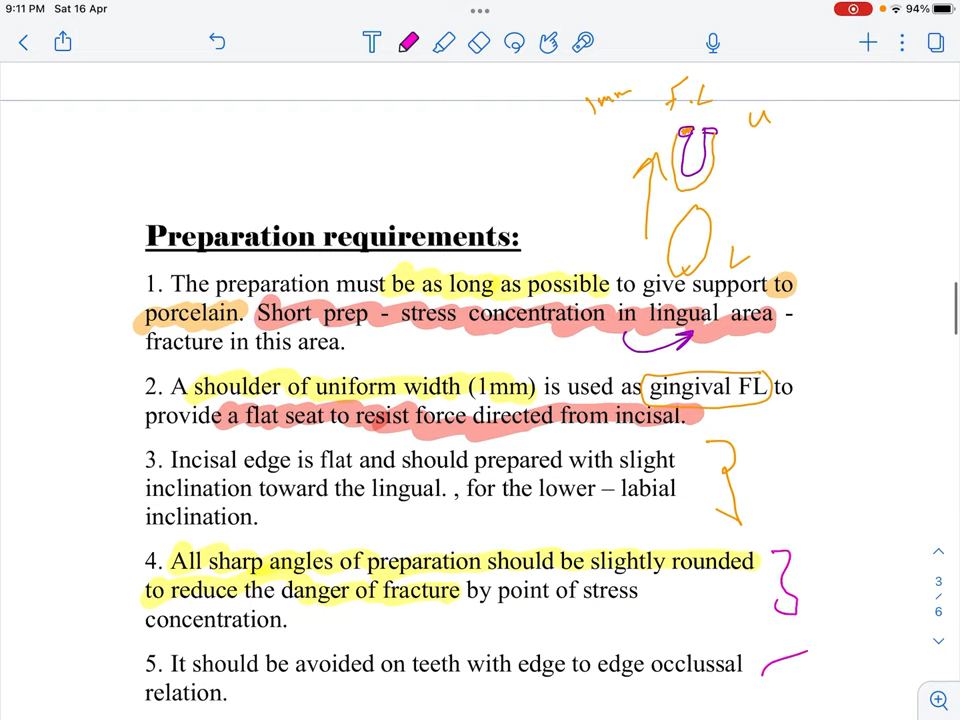 9:11 PM Sat 16 Apr
94%
1mm F.L
U
L
Preparation requirements:
1. The preparation must be as long as possible to give support to
porcelain. Short prep - stress concentration in lingual area -
fracture in this area.
2. A shoulder of uniform width (1mm) is used as gingival FL to
provide a flat seat to resist force directed from incisal.
3. Incisal edge is flat and should prepared with slight
inclination toward the lingual. , for the lower – labial
inclination.
4. All sharp angles of preparation should be slightly rounded
to reduce the danger of fracture by point of stress
concentration.
5. It should be avoided on teeth with edge to edge occlussal
relation.
3
/
6